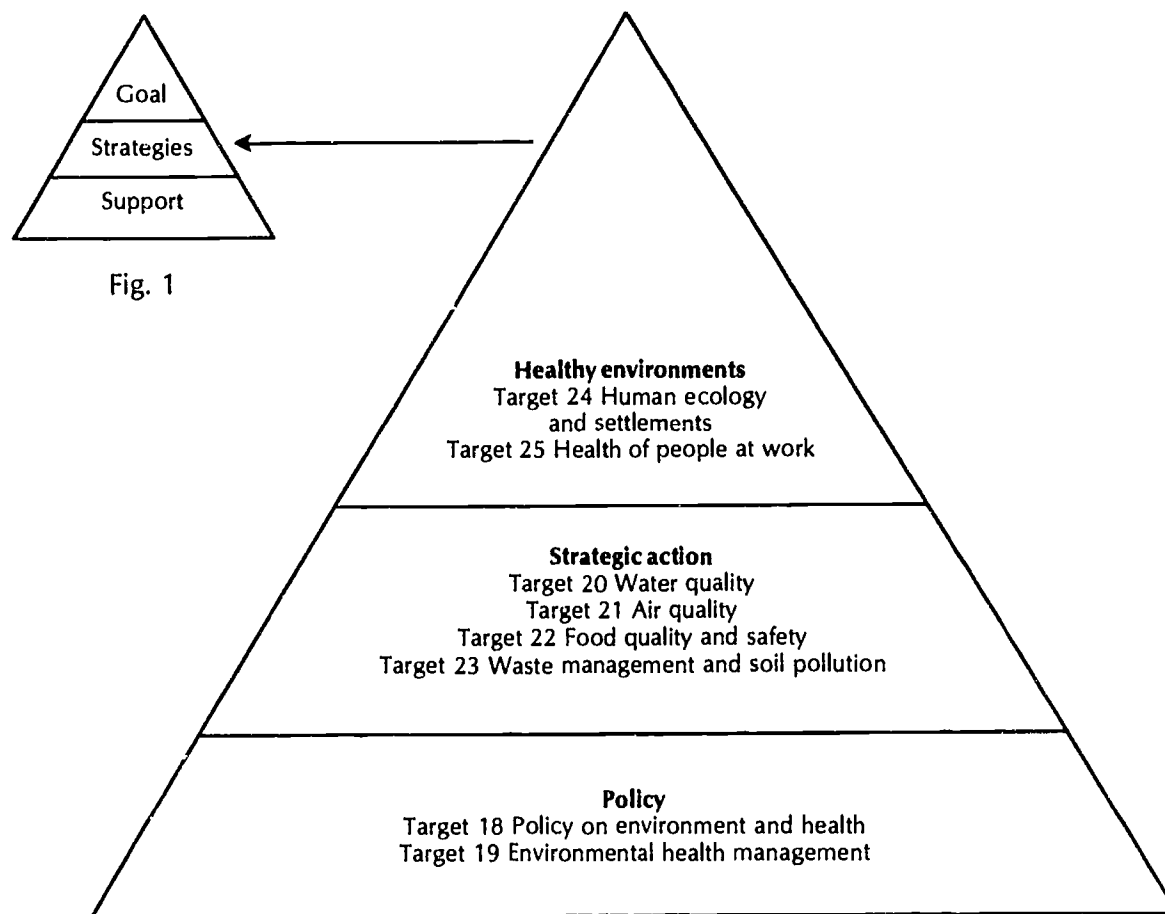 Goal
Strategies
Support
Fig. 1
Healthy environments
Target 24 Human ecology
and settlements
Target 25 Health of people at work
Strategic action
Target 20 Water quality
Target 21 Air quality
Target 22 Food quality and safety
Target 23 Waste management and soil pollution
Policy
Target 18 Policy on environment and health
Target 19 Environmental health management